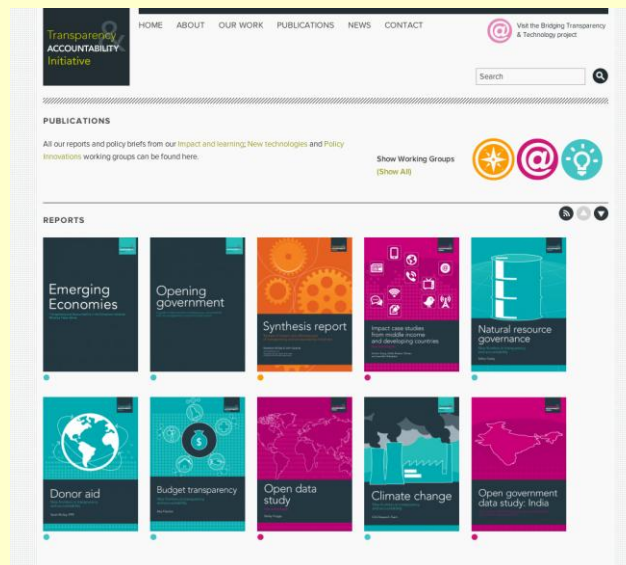 Transparency
ACCOUNTABILITY
Initiative
&
HOME ABOUT OUR WORK PUBLICATIONS NEWS CONTACT
@ Visit the Bridging Transparency
& Technology project
Search
PUBLICATIONS
All our reports and policy briefs from our Impact and learning, New technologies and Policy
Innovations working groups can be found here.
Show Working Groups
(Show All)
@
REPORTS
Emerging
Economies
Opening
government
Synthesis report
Impact case studies
from middle income
and developing countries
Natural resource
governance
Donor aid
Budget transparency
Open data
study
Climate change
Open government
data study: India